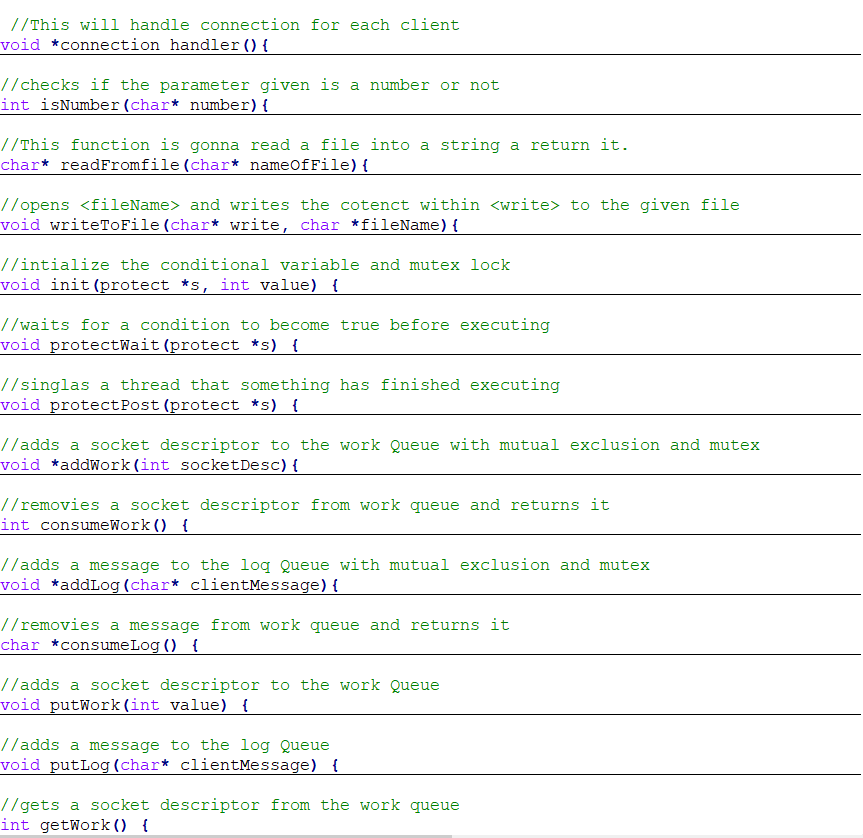 //This will handle connection for each client
void *connection handler(){
//checks if the parameter given is a number or not
int isNumber(char* number){
//This function is gonna read a file into a string a return it.
char* readFromfile(char* nameOfFile){
//opens <fileName> and writes the cotenct within <write> to the given file
void writeToFile(char* write, char *fileName){
//intialize the conditional variable and mutex lock
void init(protect *s, int value) {
//waits for a condition to become true before executing
void protectWait(protect *s) {
//singlas a thread that something has finished executing
void protectPost(protect *s) {
//adds a socket descriptor to the work Queue with mutual exclusion and mutex
void *addWork(int socketDesc){
//removies a socket descriptor from work queue and returns it
int consumeWork() {
//adds a message to the loq Queue with mutual exclusion and mutex
void *addLog(char* clientMessage){
//removies a message from work queue and returns it
char *consumeLog() {
//adds a socket descriptor to the work Queue
void putWork(int value) {
//adds a message to the log Queue
void putLog(char* clientMessage) {
//gets a socket descriptor from the work queue
int getWork() {